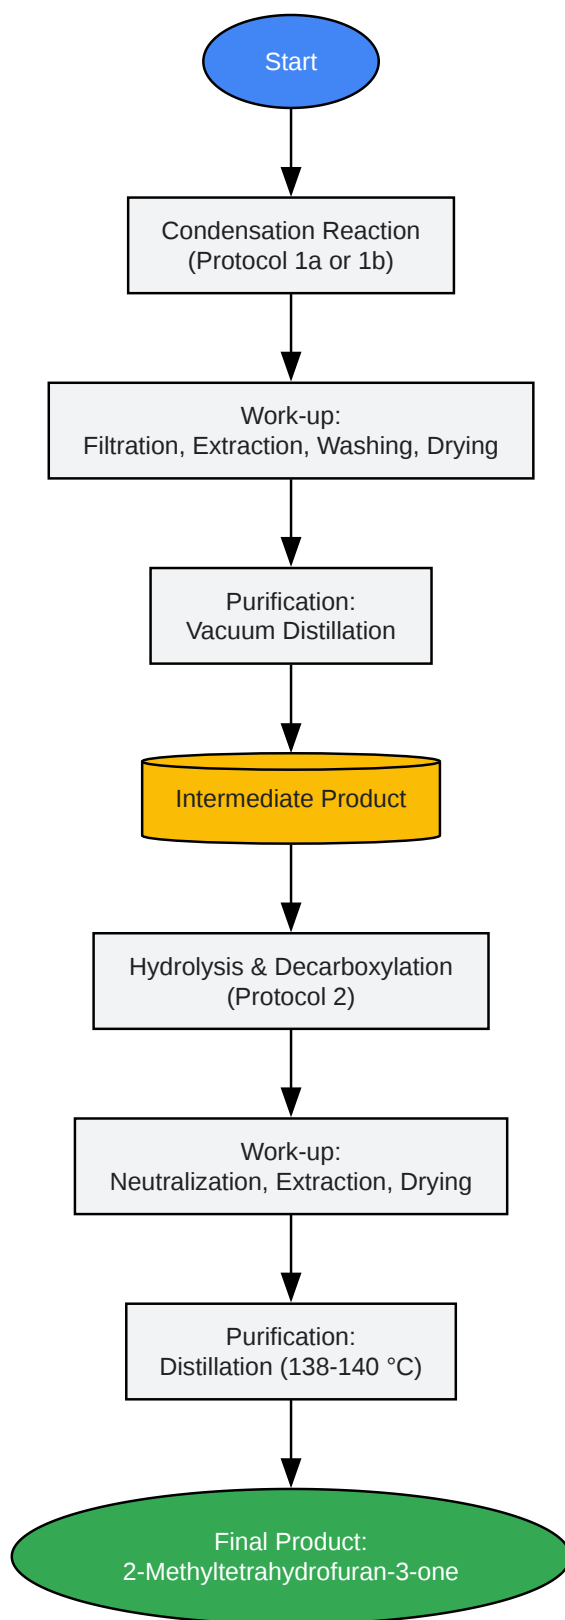 Start
Condensation Reaction
(Protocol 1a or 1b)
Work-up:
Filtration, Extraction, Washing, Drying
Purification:
Vacuum Distillation
Intermediate Product
Hydrolysis & Decarboxylation
(Protocol 2)
Work-up:
Neutralization, Extraction, Drying
Purification:
Distillation (138-140 °C)
Final Product:
2-Methyltetrahydrofuran-3-one